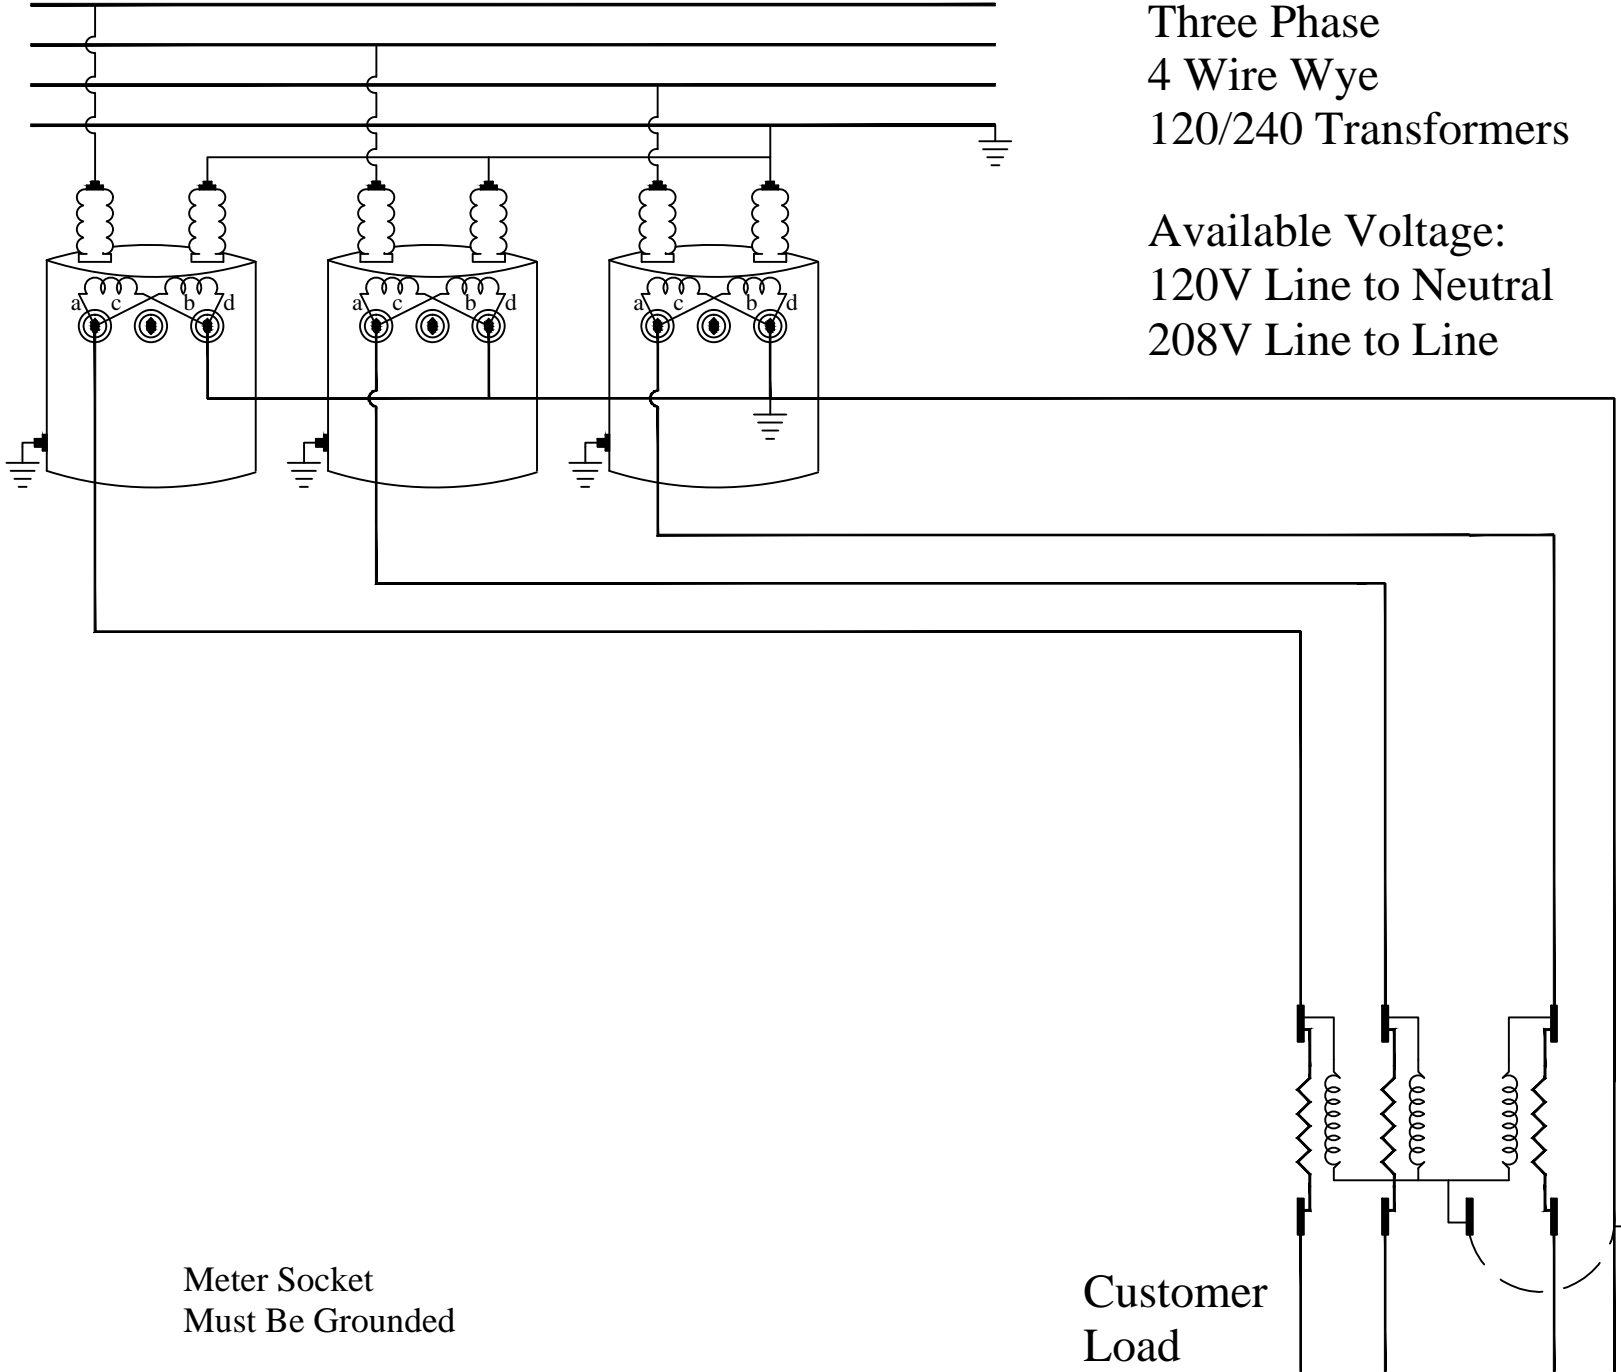 Three Phase
4 Wire Wye
120/240 Transformers
Available Voltage:
120V Line to Neutral
208V Line to Line
a c b d
a c b d
a c b d
Meter Socket
Must Be Grounded
Customer
Load